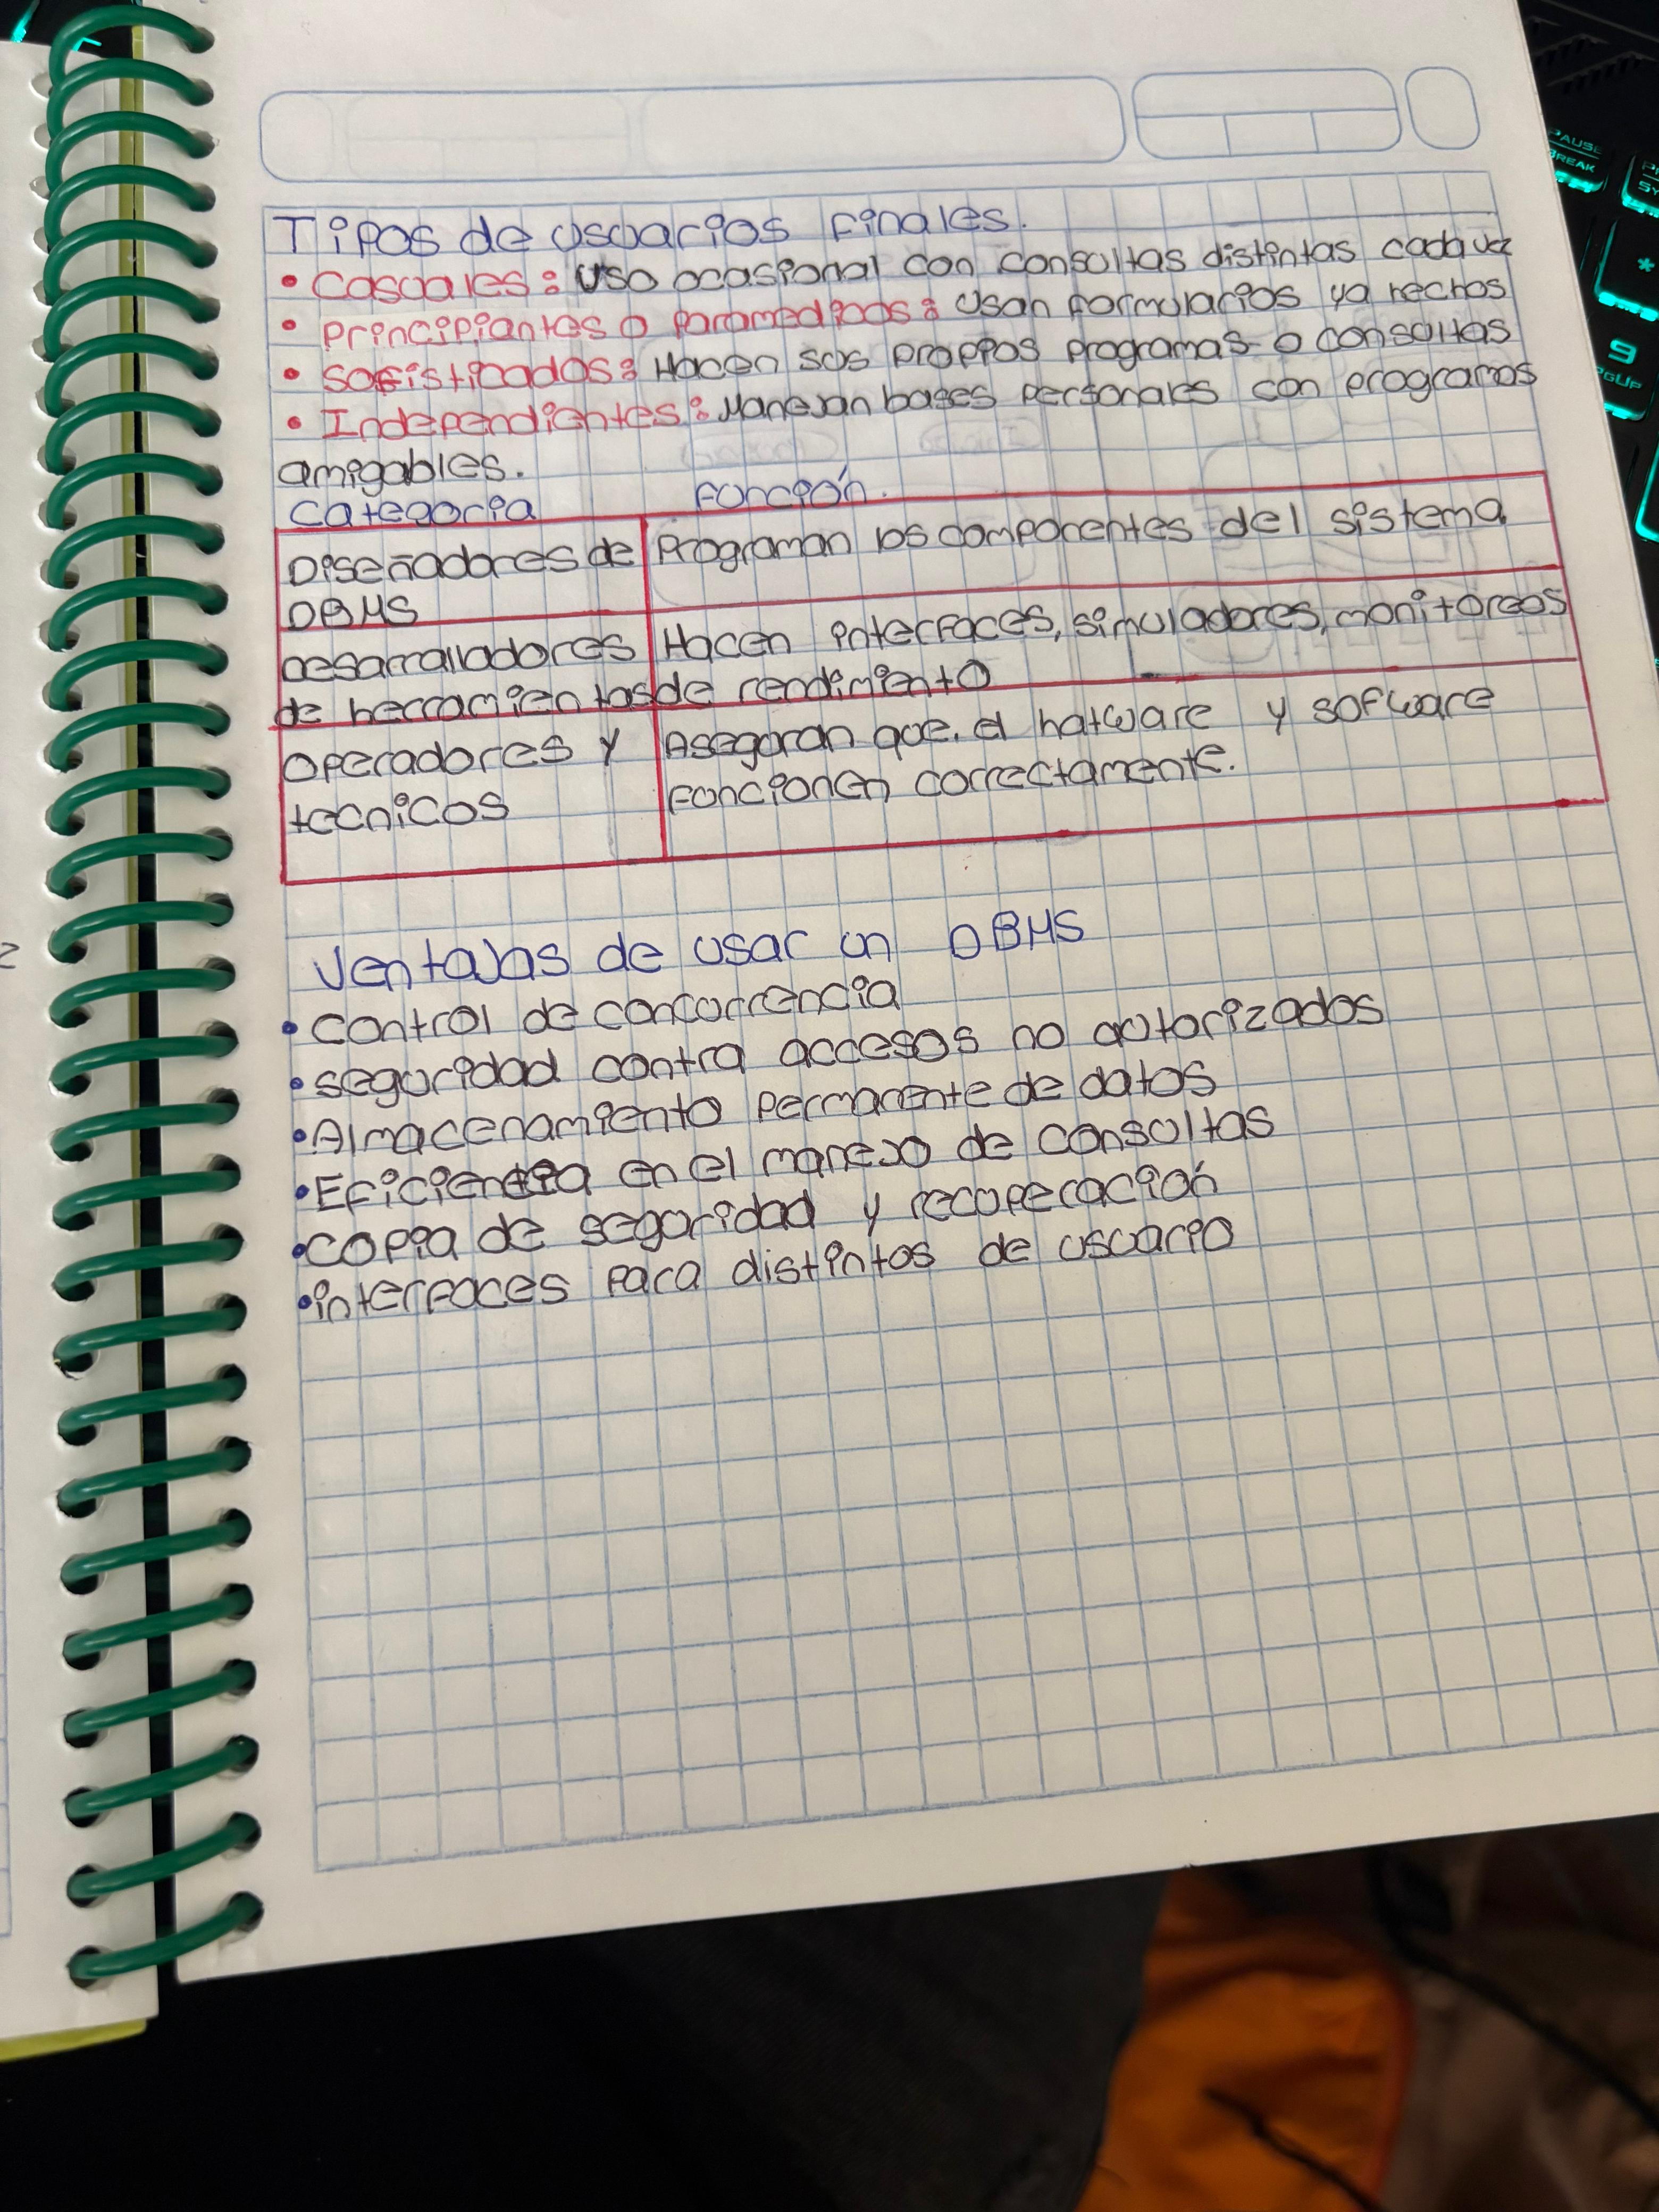 Tipos de usuarios finales.
• Casuales: Uso ocasional con consultas distintas cada vez
• principiantes o paramedicos: Usan formularios ya hechos
• Sofisticados: Hacen sus propios programas o consultas
• Independientes: Manejan bases personales con programas
amigables.
Categoria Función.
Diseñadores de Programan los componentes del sistema
DBMS
Desarralladores Hacen interfaces, simuladores, monitoreos
de herramientas de rendimiento
Operadores y Aseguran que el hatware y sofware
tecnicos funcionen correctamente.
Ventajas de usar un DBMS
• Control de concurrencia
• seguridad contra accesos no autorizados
• Almacenamiento permanente de datos
• Eficiencia en el manejo de consultas
• copia de seguridad y recuperación
• interfaces para distintos de usuario
PAUSE
BREAK
*
9
PGUP
2